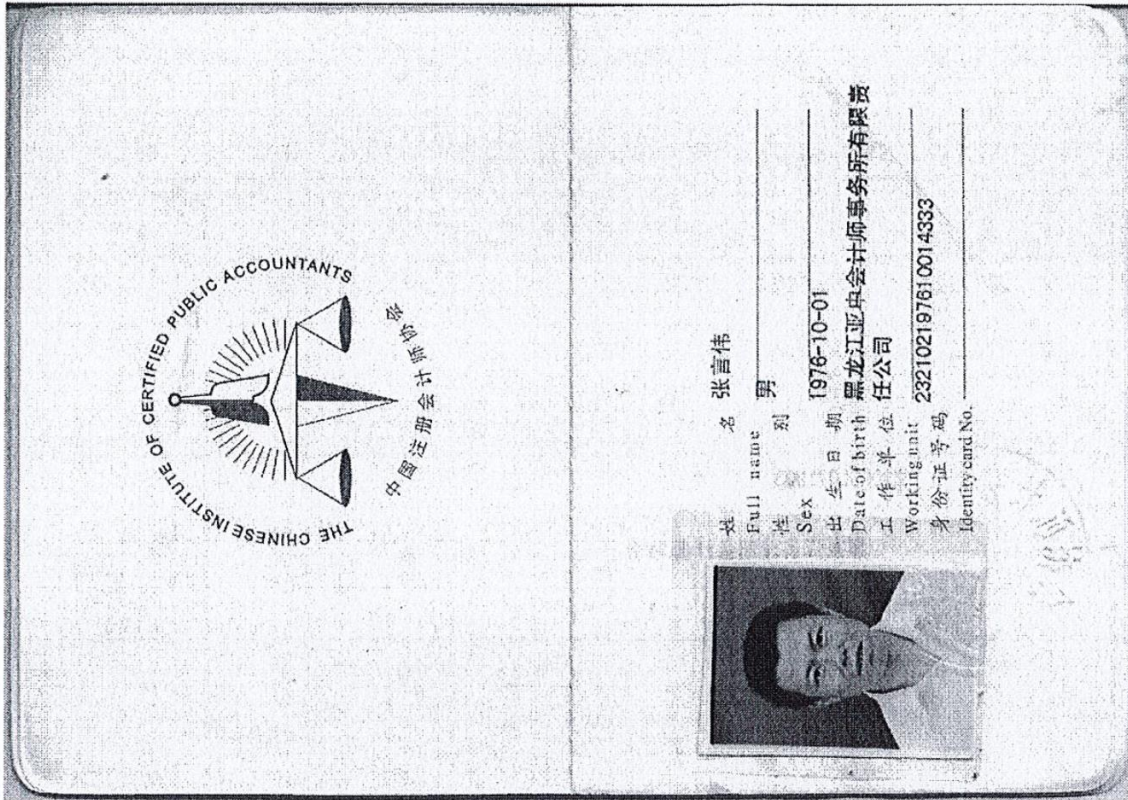 THE CHINESE INSTITUTE OF CERTIFIED PUBLIC ACCOUNTANTS
中国注册会计师协会
姓 名 张言伟
Full name
性 别 男
Sex
出 生 日 期 1976-10-01
Date of birth
工 作 单 位 黑龙江亚中会计师事务所有限责
任公司
Working unit
身 份 证 号 码 232102197610014333
Identity card No.